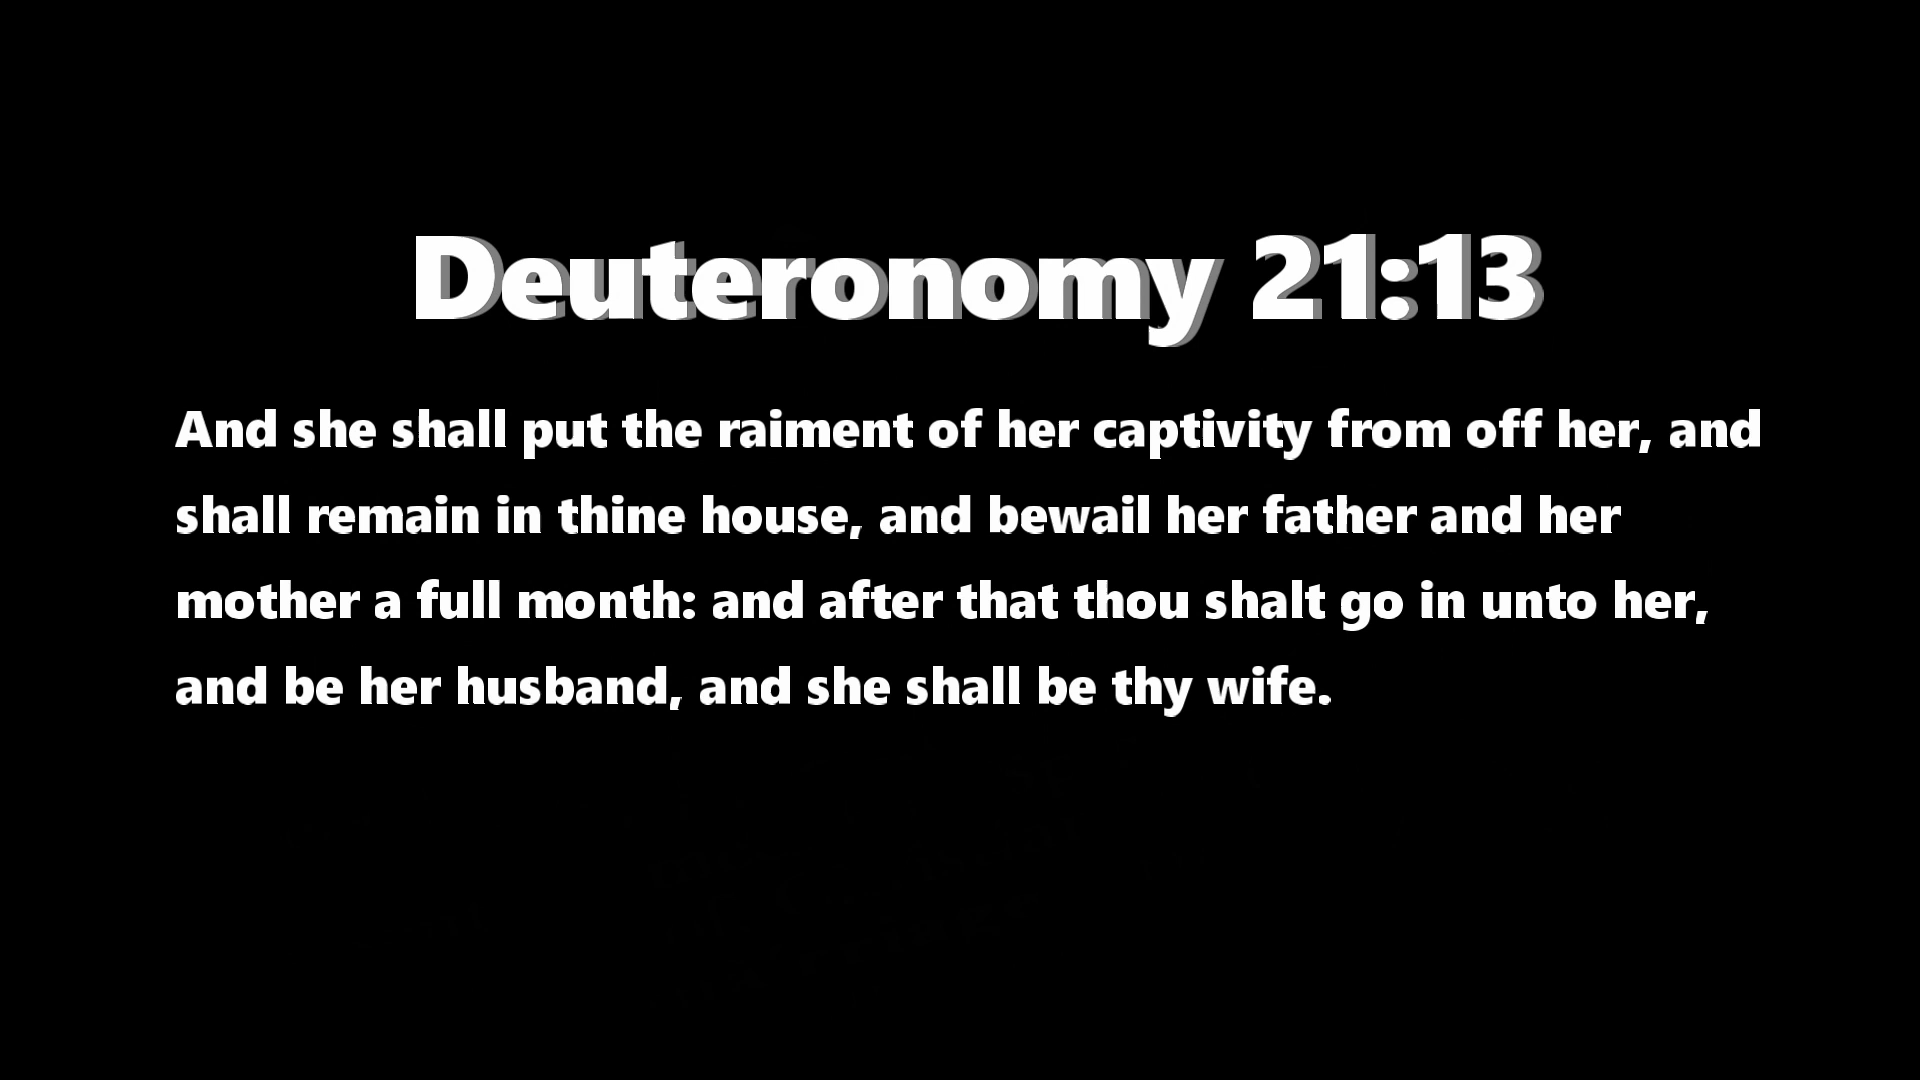 Deuteronomy 21:13
And she shall put the raiment of her captivity from off her, and
shall remain in thine house, and bewail her father and her
mother a full month: and after that thou shalt go in unto her,
and be her husband, and she shall be thy wife.